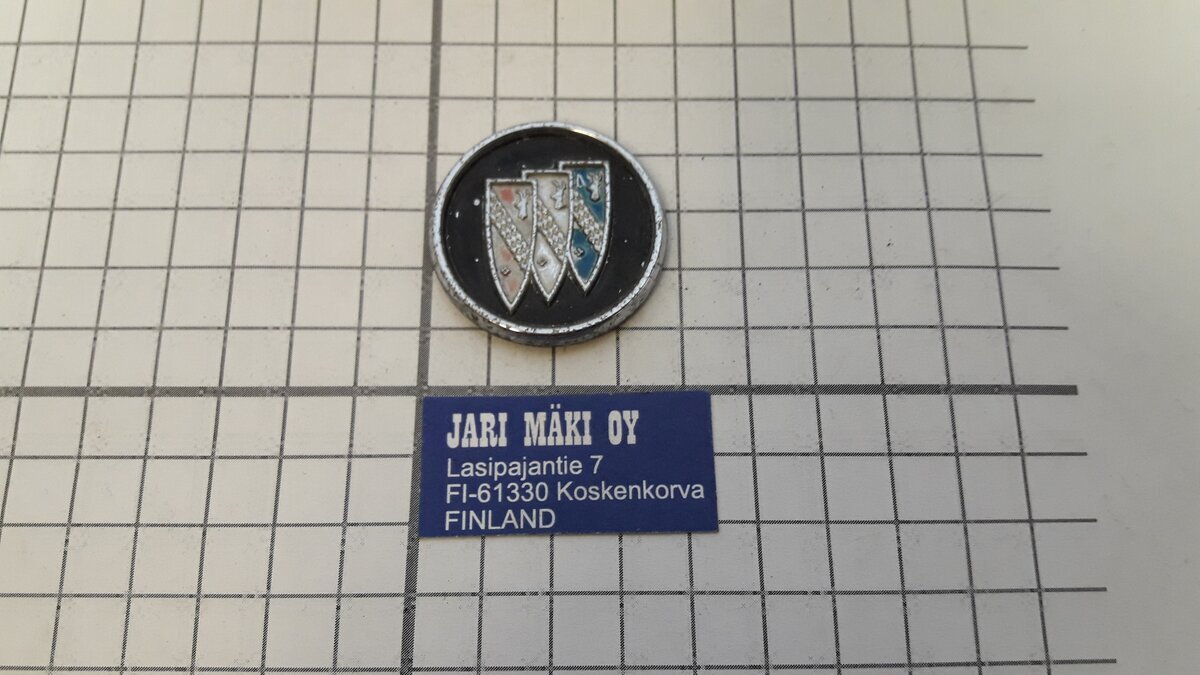 JARI MÄKI OY
Lasipajantie 7
FI-61330 Koskenkorva
FINLAND